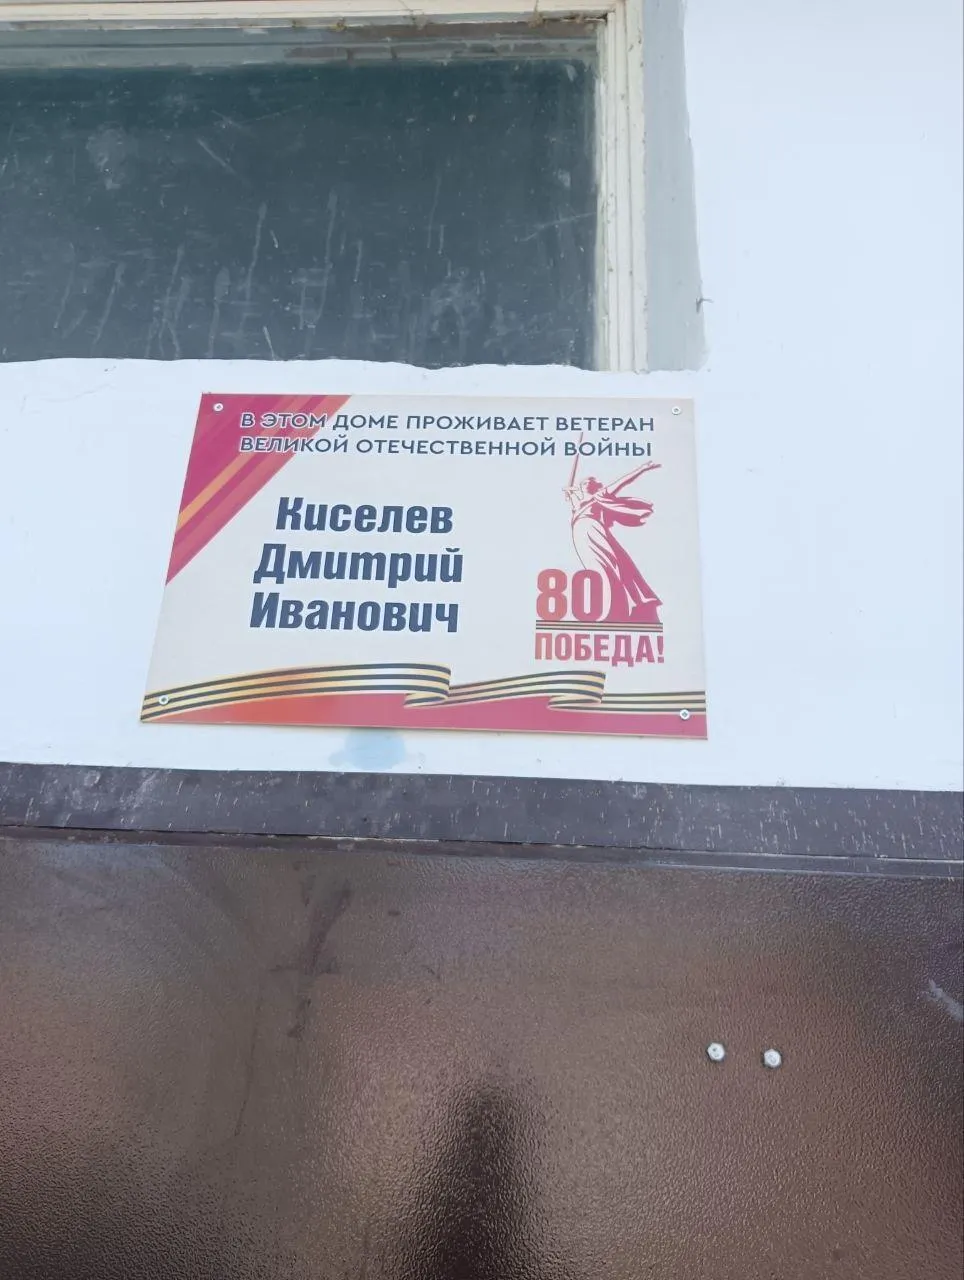 В ЭТОМ ДОМЕ ПРОЖИВАЕТ ВЕТЕРАН
ВЕЛИКОЙ ОТЕЧЕСТВЕННОЙ ВОЙНЫ
Киселев
Дмитрий
Иванович
80
ПОБЕДА!